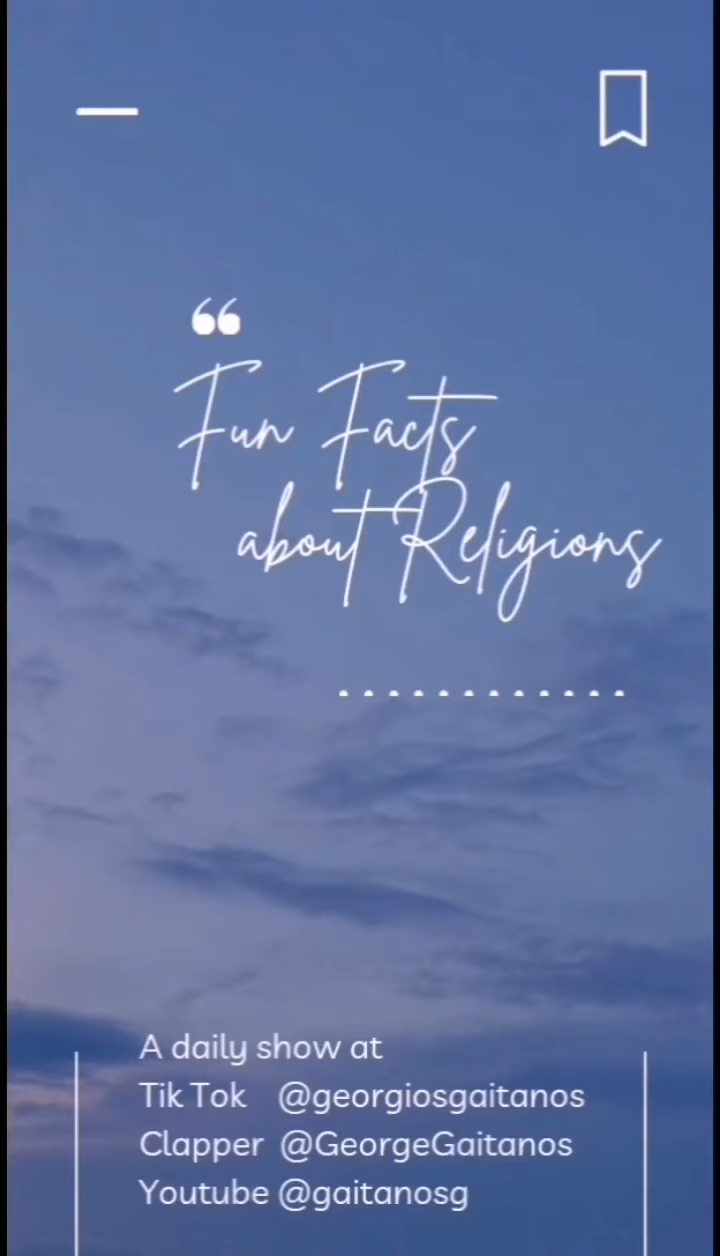 “
Fun Facts
about Religions
A daily show at
Tik Tok @georgiosgaitanos
Clapper @GeorgeGaitanos
Youtube @gaitanosg